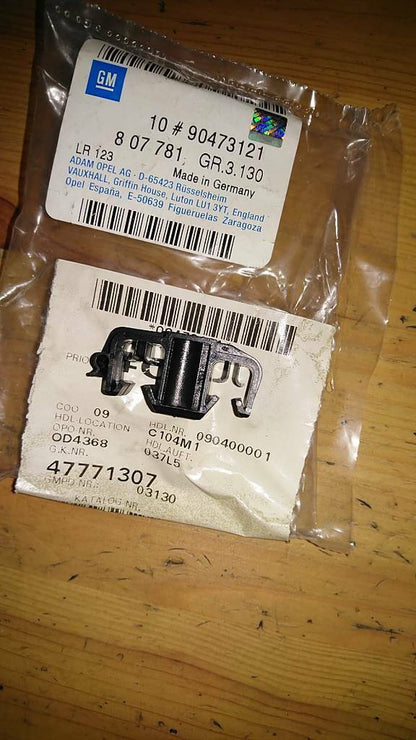 GM
10 # 90473121
8 07 781 GR.3.130
LR 123 Made in Germany
ADAM OPEL AG · D-65423 Rüsselsheim
VAUXHALL, Griffin House, Luton LU1 3YT, England
Opel España, E-50639 Figueruelas Zaragoza
COO 09 HDL.NR. 090400001
HDL-LOCATION C104M1
OPO-NR. HDL-AUFT.
OD4368 037L5
G.K.NR.
47771307
GMPD NR. 03130
KATALOG NR.